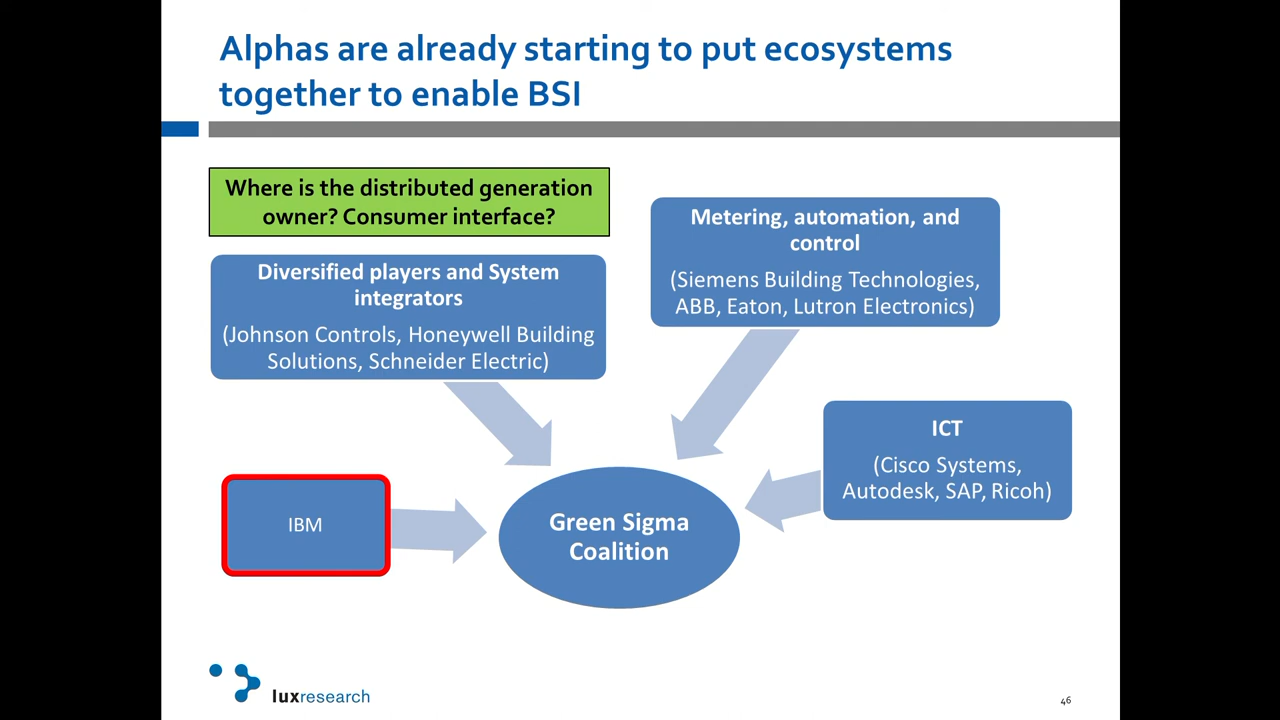 Alphas are already starting to put ecosystems
together to enable BSI
Where is the distributed generation
owner? Consumer interface?
Metering, automation, and
control
(Siemens Building Technologies,
ABB, Eaton, Lutron Electronics)
Diversified players and System
integrators
(Johnson Controls, Honeywell Building
Solutions, Schneider Electric)
ICT
(Cisco Systems,
Autodesk, SAP, Ricoh)
IBM
Green Sigma
Coalition
luxresearch
46